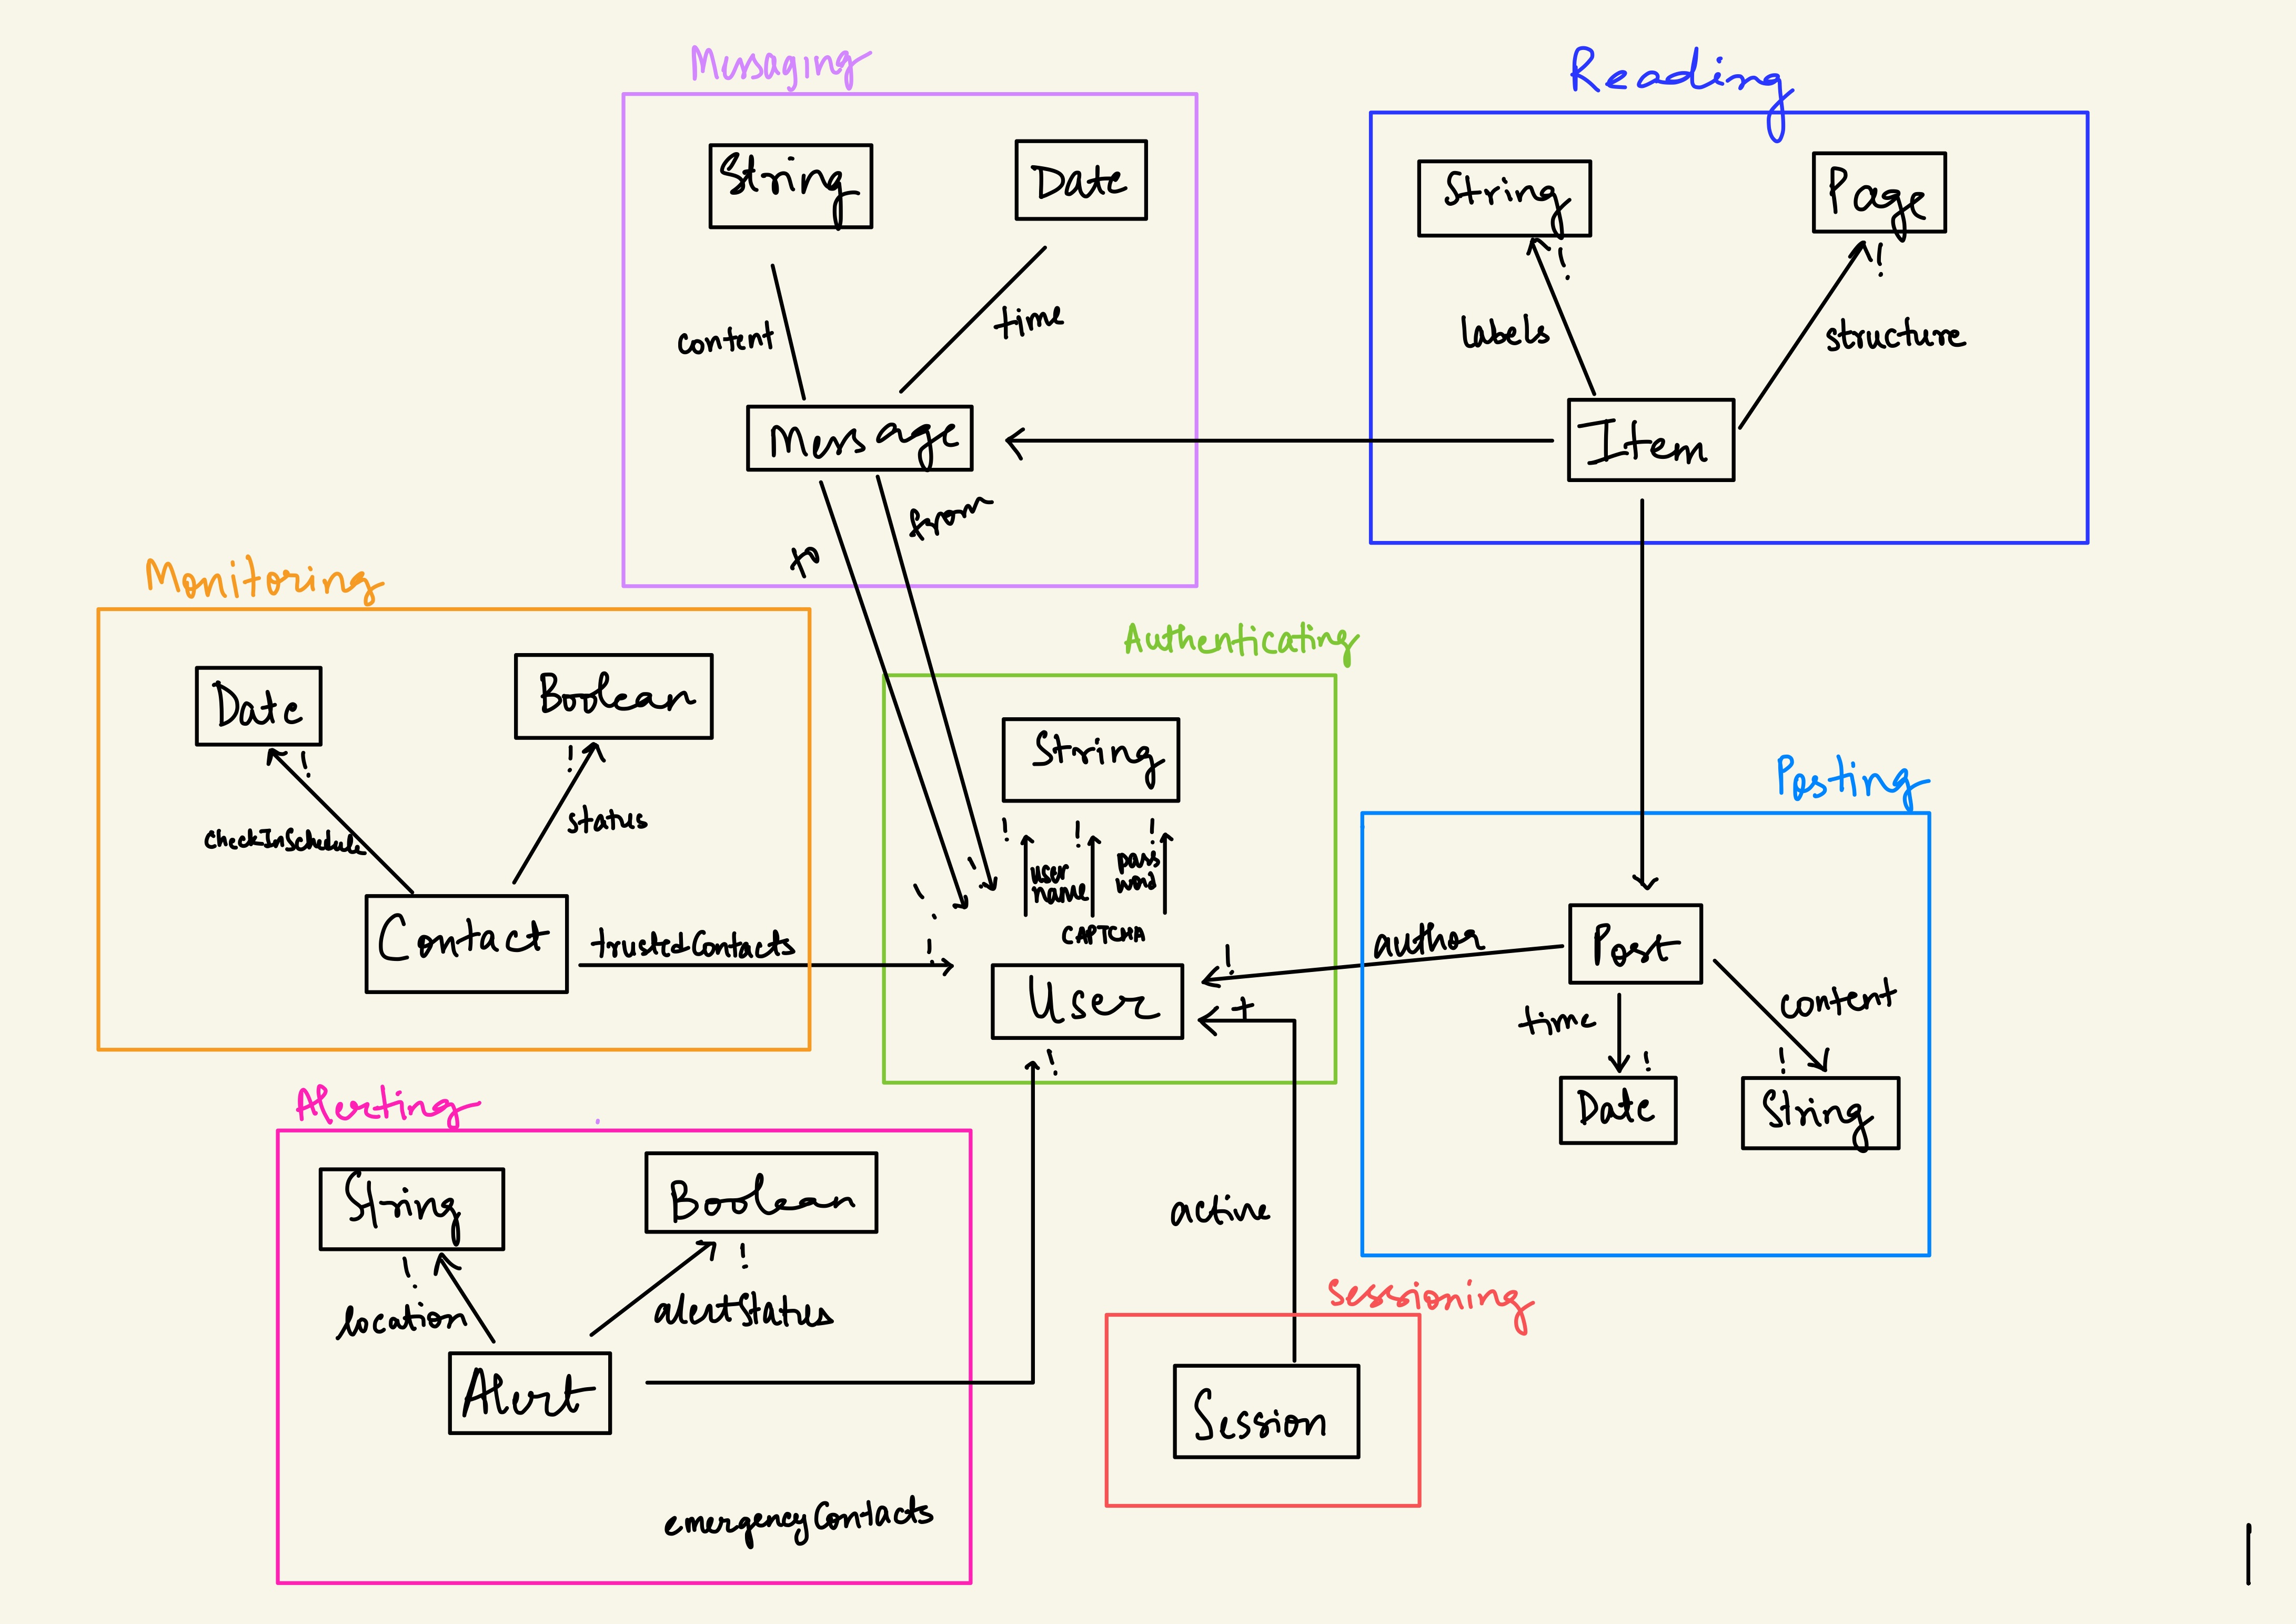 Messaging
String
Date
content
time
Message
to
from
Reading
String
!
Page
!
labels
structure
Item
Monitoring
Date
!
Boolean
!
checkInSchedule
status
Contact
trustedContacts
!
Authenticating
String
!
!
!
user
name
pass
word
CAPTCHA
!
!
User
!
+
!
Posting
author
Post
time
content
!
!
Date
String
Alerting
String
!
Boolean
!
location
alertStatus
Alert
emergencyContacts
active
Sessioning
Session